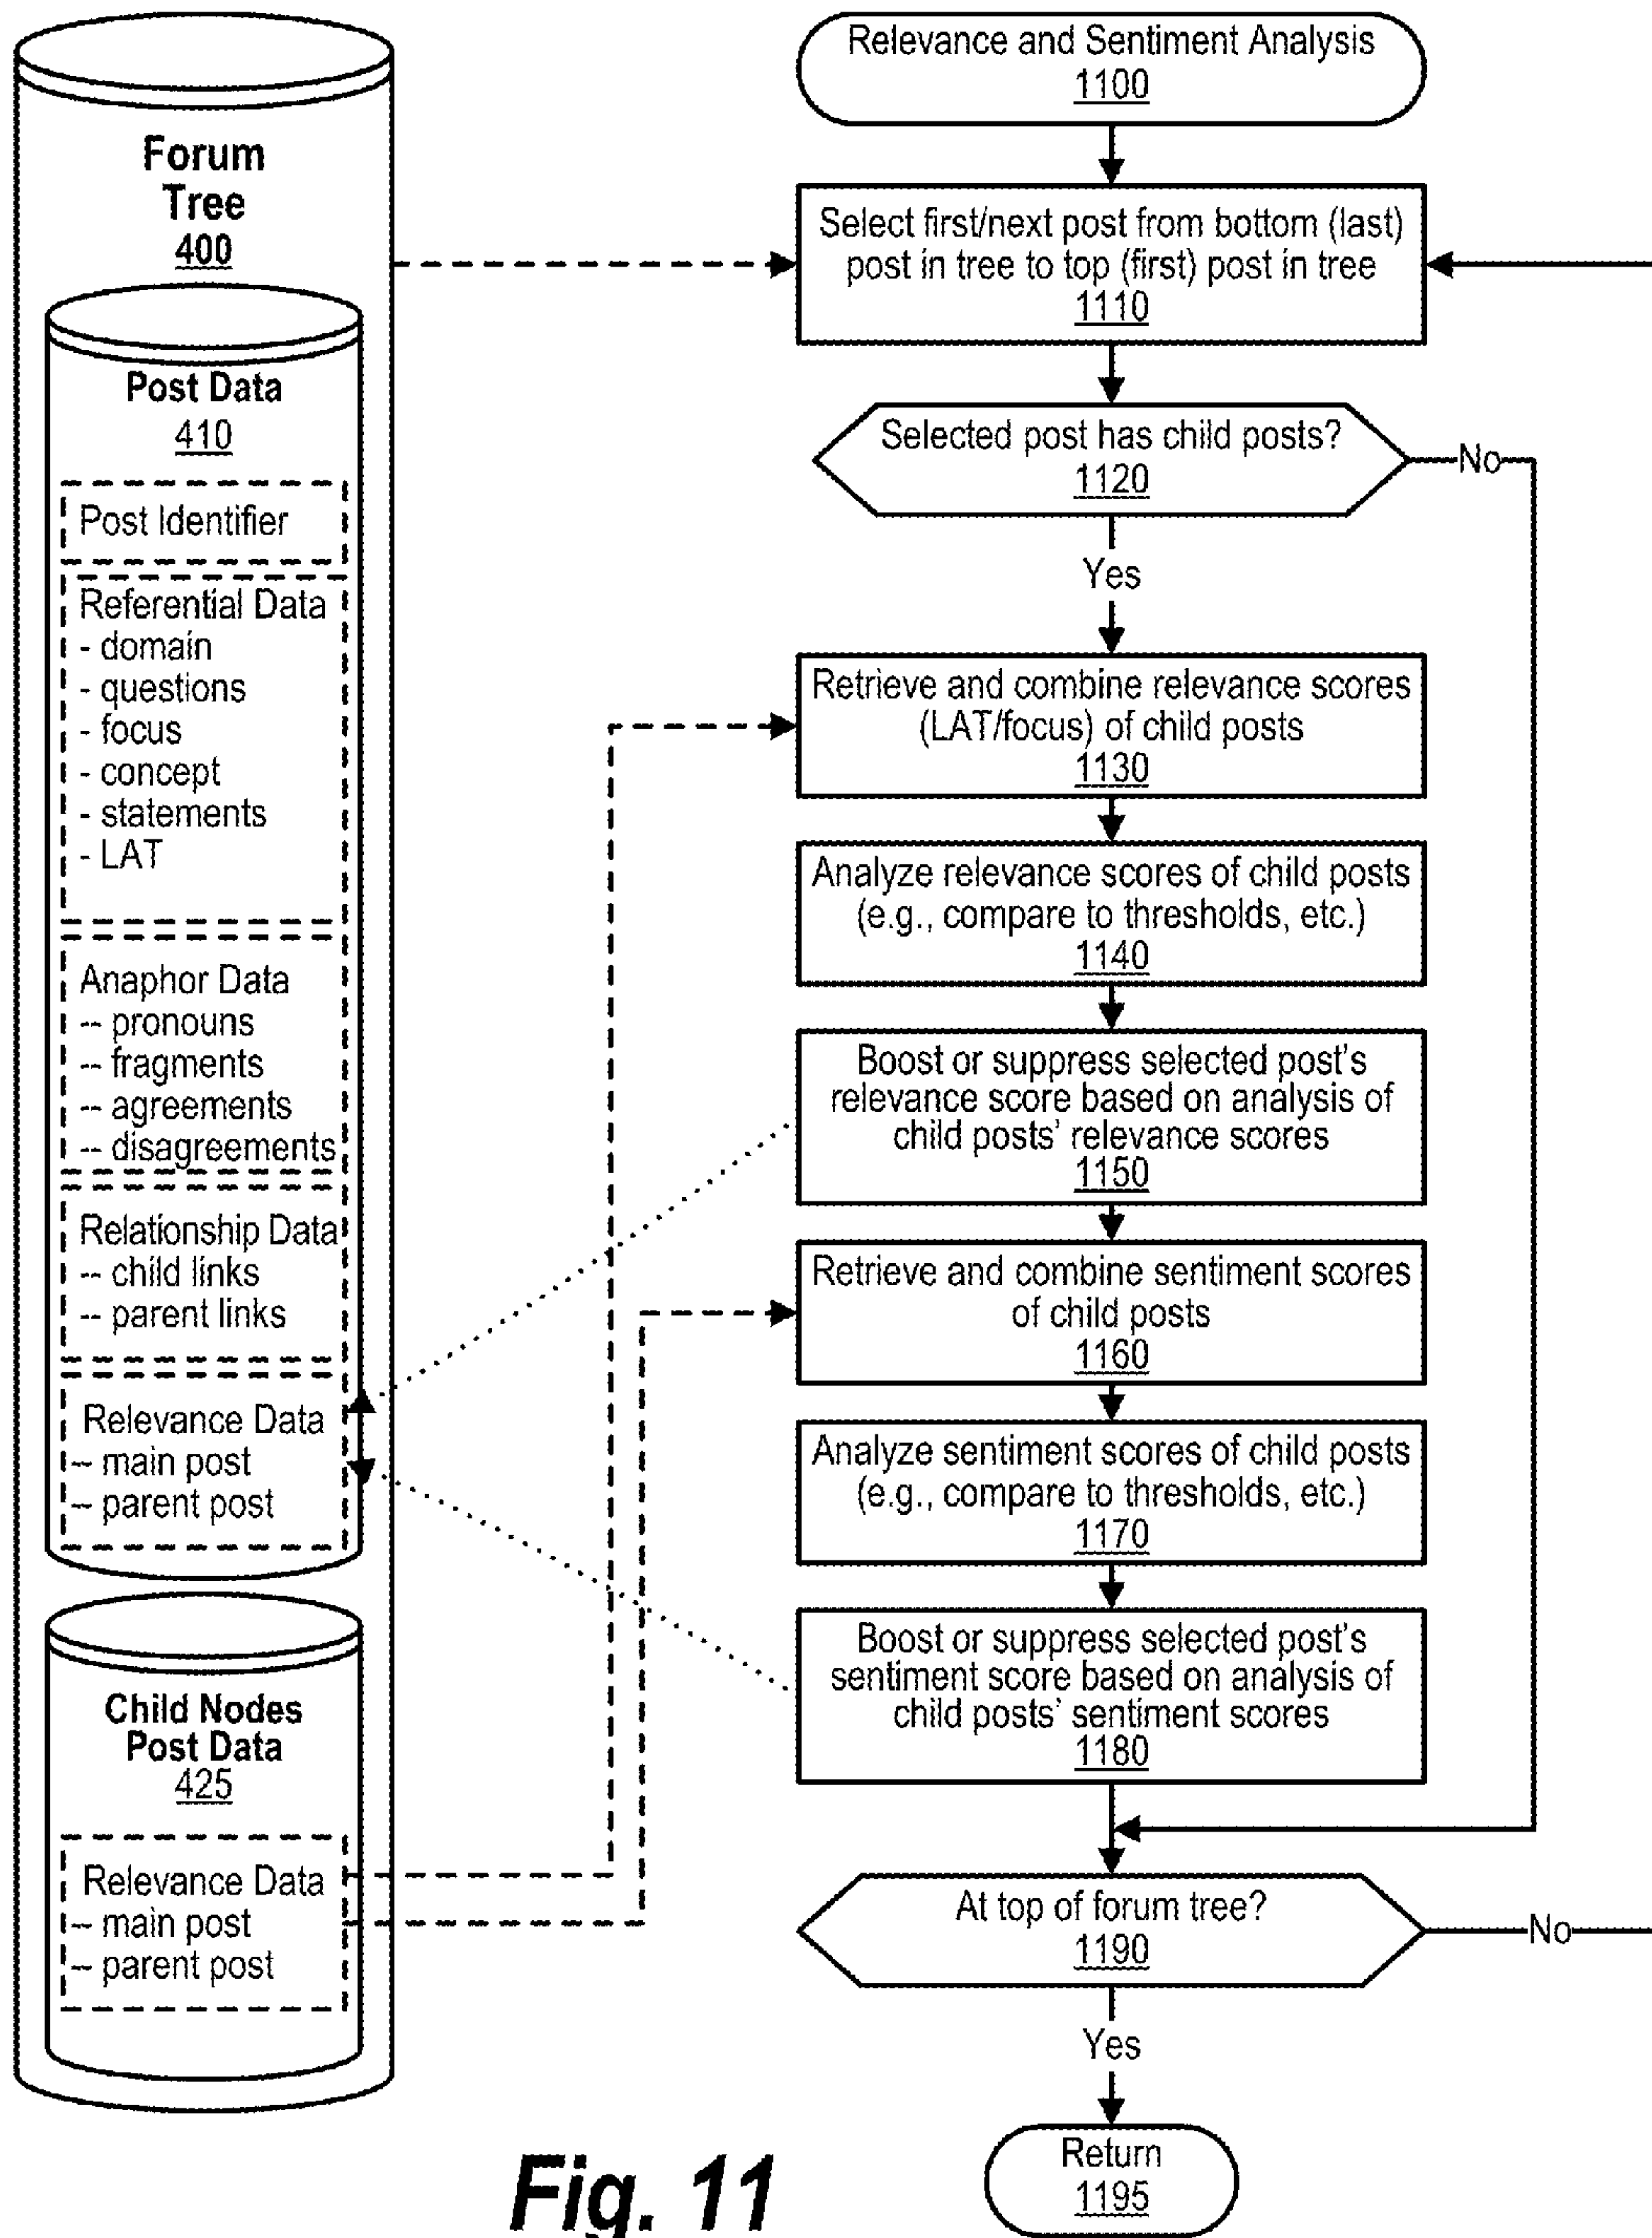 Forum
Tree
400
Post Data
410
Post Identifier
Referential Data
- domain
- questions
- focus
- concept
- statements
- LAT
Anaphor Data
-- pronouns
-- fragments
-- agreements
-- disagreements
Relationship Data
-- child links
-- parent links
Relevance Data
-- main post
-- parent post
Child Nodes
Post Data
425
Relevance Data
-- main post
-- parent post
Relevance and Sentiment Analysis
1100
Select first/next post from bottom (last)
post in tree to top (first) post in tree
1110
Selected post has child posts?
1120
No
Yes
Retrieve and combine relevance scores
(LAT/focus) of child posts
1130
Analyze relevance scores of child posts
(e.g., compare to thresholds, etc.)
1140
Boost or suppress selected post's
relevance score based on analysis of
child posts' relevance scores
1150
Retrieve and combine sentiment scores
of child posts
1160
Analyze sentiment scores of child posts
(e.g., compare to thresholds, etc.)
1170
Boost or suppress selected post's
sentiment score based on analysis of
child posts' sentiment scores
1180
At top of forum tree?
1190
No
Yes
Return
1195
Fig. 11